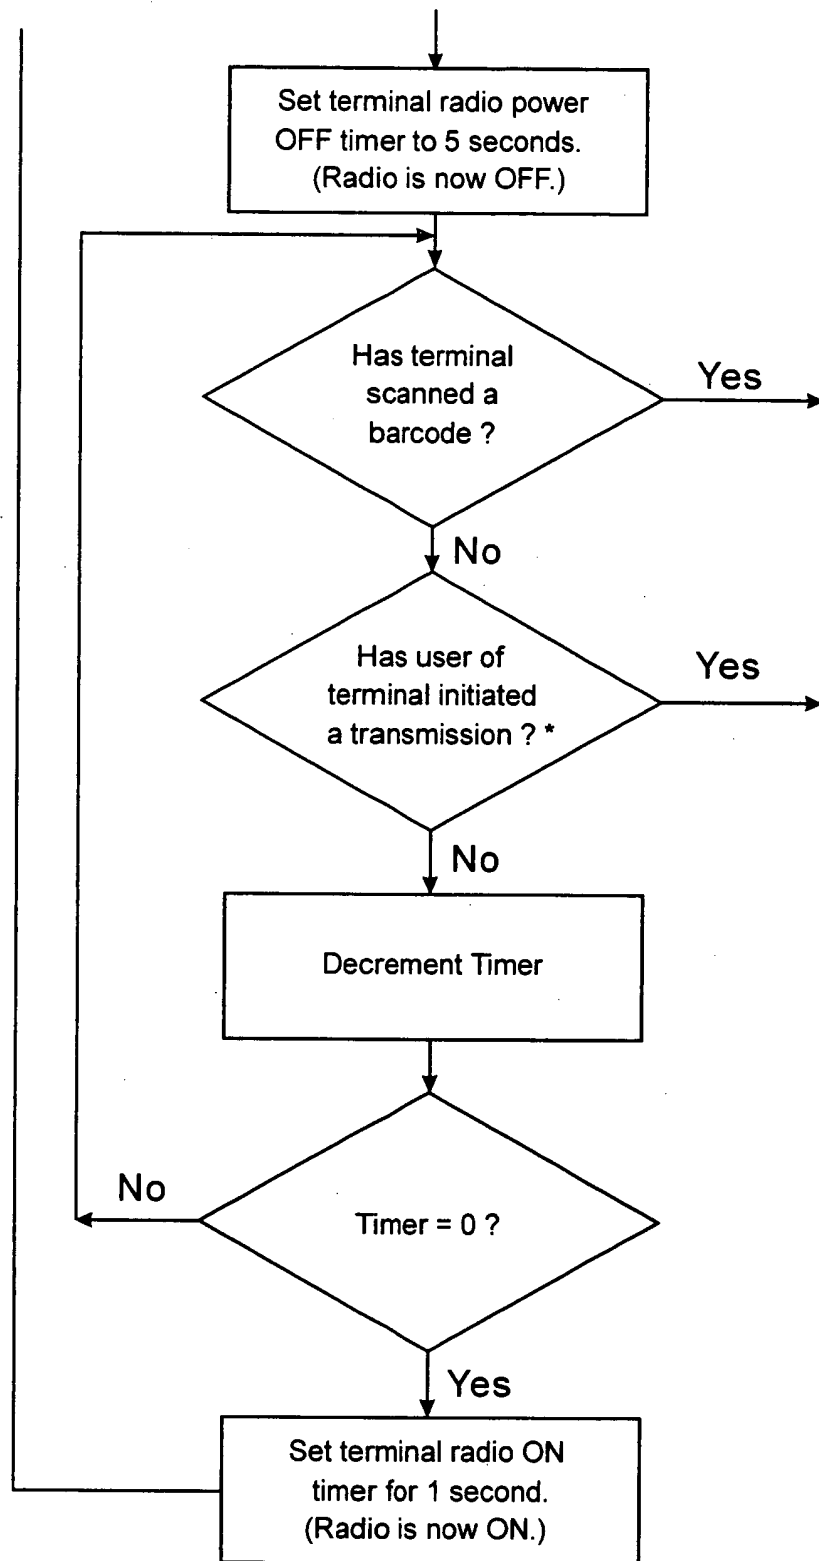 Set terminal radio power
OFF timer to 5 seconds.
(Radio is now OFF.)
Has terminal
scanned a
barcode ?
Yes
No
Has user of
terminal initiated
a transmission ? *
Yes
No
Decrement Timer
No
Timer = 0 ?
Yes
Set terminal radio ON
timer for 1 second.
(Radio is now ON.)